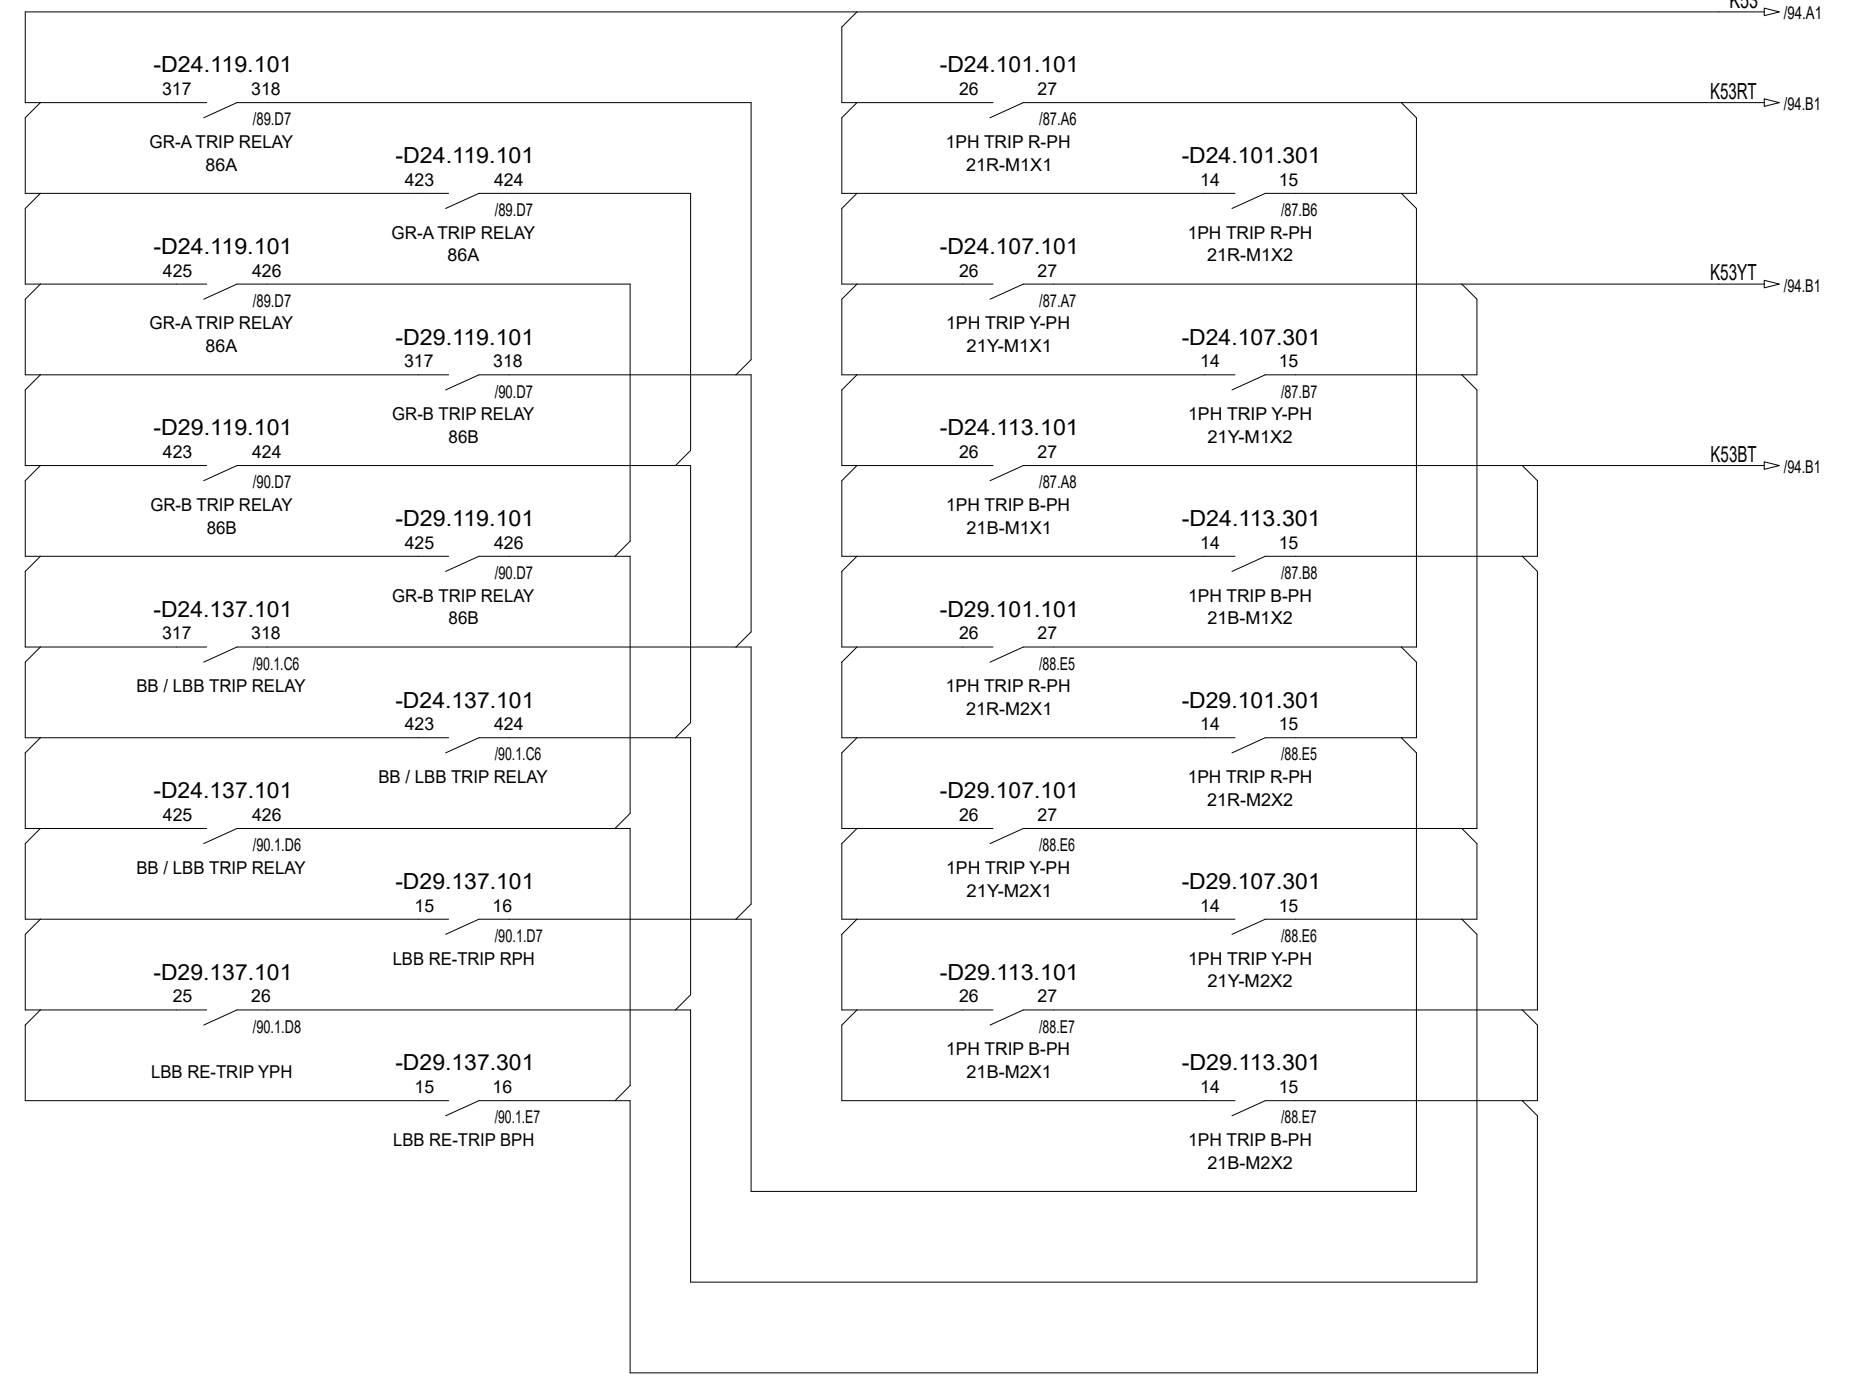 K53
/94.A1
-D24.119.101
317 318
/89.D7
GR-A TRIP RELAY
86A
-D24.119.101
423 424
/89.D7
GR-A TRIP RELAY
86A
-D24.119.101
425 426
/89.D7
GR-A TRIP RELAY
86A
-D29.119.101
317 318
/90.D7
GR-B TRIP RELAY
86B
-D29.119.101
423 424
/90.D7
GR-B TRIP RELAY
86B
-D29.119.101
425 426
/90.D7
GR-B TRIP RELAY
86B
-D24.137.101
317 318
/90.1.C6
BB / LBB TRIP RELAY
-D24.137.101
423 424
/90.1.C6
BB / LBB TRIP RELAY
-D24.137.101
425 426
/90.1.D6
BB / LBB TRIP RELAY
-D29.137.101
15 16
/90.1.D7
LBB RE-TRIP RPH
-D29.137.101
25 26
/90.1.D8
LBB RE-TRIP YPH
-D29.137.301
15 16
/90.1.E7
LBB RE-TRIP BPH
-D24.101.101
26 27
/87.A6
1PH TRIP R-PH
21R-M1X1
K53RT
/94.B1
-D24.101.301
14 15
/87.B6
1PH TRIP R-PH
21R-M1X2
-D24.107.101
26 27
/87.A7
1PH TRIP Y-PH
21Y-M1X1
K53YT
/94.B1
-D24.107.301
14 15
/87.B7
1PH TRIP Y-PH
21Y-M1X2
-D24.113.101
26 27
/87.A8
1PH TRIP B-PH
21B-M1X1
K53BT
/94.B1
-D24.113.301
14 15
/87.B8
1PH TRIP B-PH
21B-M1X2
-D29.101.101
26 27
/88.E5
1PH TRIP R-PH
21R-M2X1
-D29.101.301
14 15
/88.E5
1PH TRIP R-PH
21R-M2X2
-D29.107.101
26 27
/88.E6
1PH TRIP Y-PH
21Y-M2X1
-D29.107.301
14 15
/88.E6
1PH TRIP Y-PH
21Y-M2X2
-D29.113.101
26 27
/88.E7
1PH TRIP B-PH
21B-M2X1
-D29.113.301
14 15
/88.E7
1PH TRIP B-PH
21B-M2X2